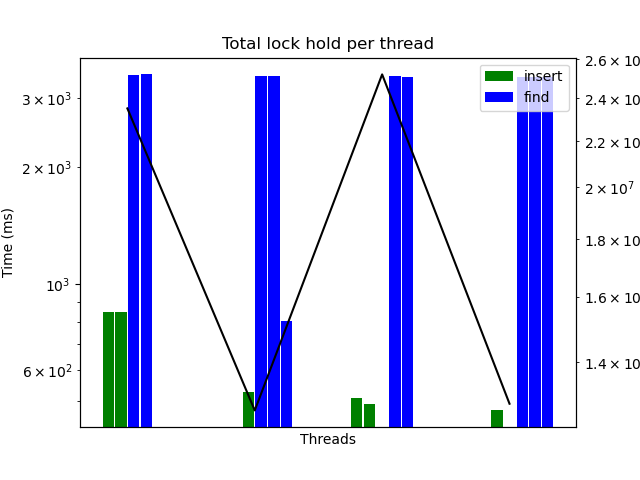 Total lock hold per thread
insert
find
Time (ms)
3 × 10³
2 × 10³
10³
6 × 10²
2.6 × 10
2.4 × 10
2.2 × 10
2 × 10⁷
1.8 × 10
1.6 × 10
1.4 × 10
Threads